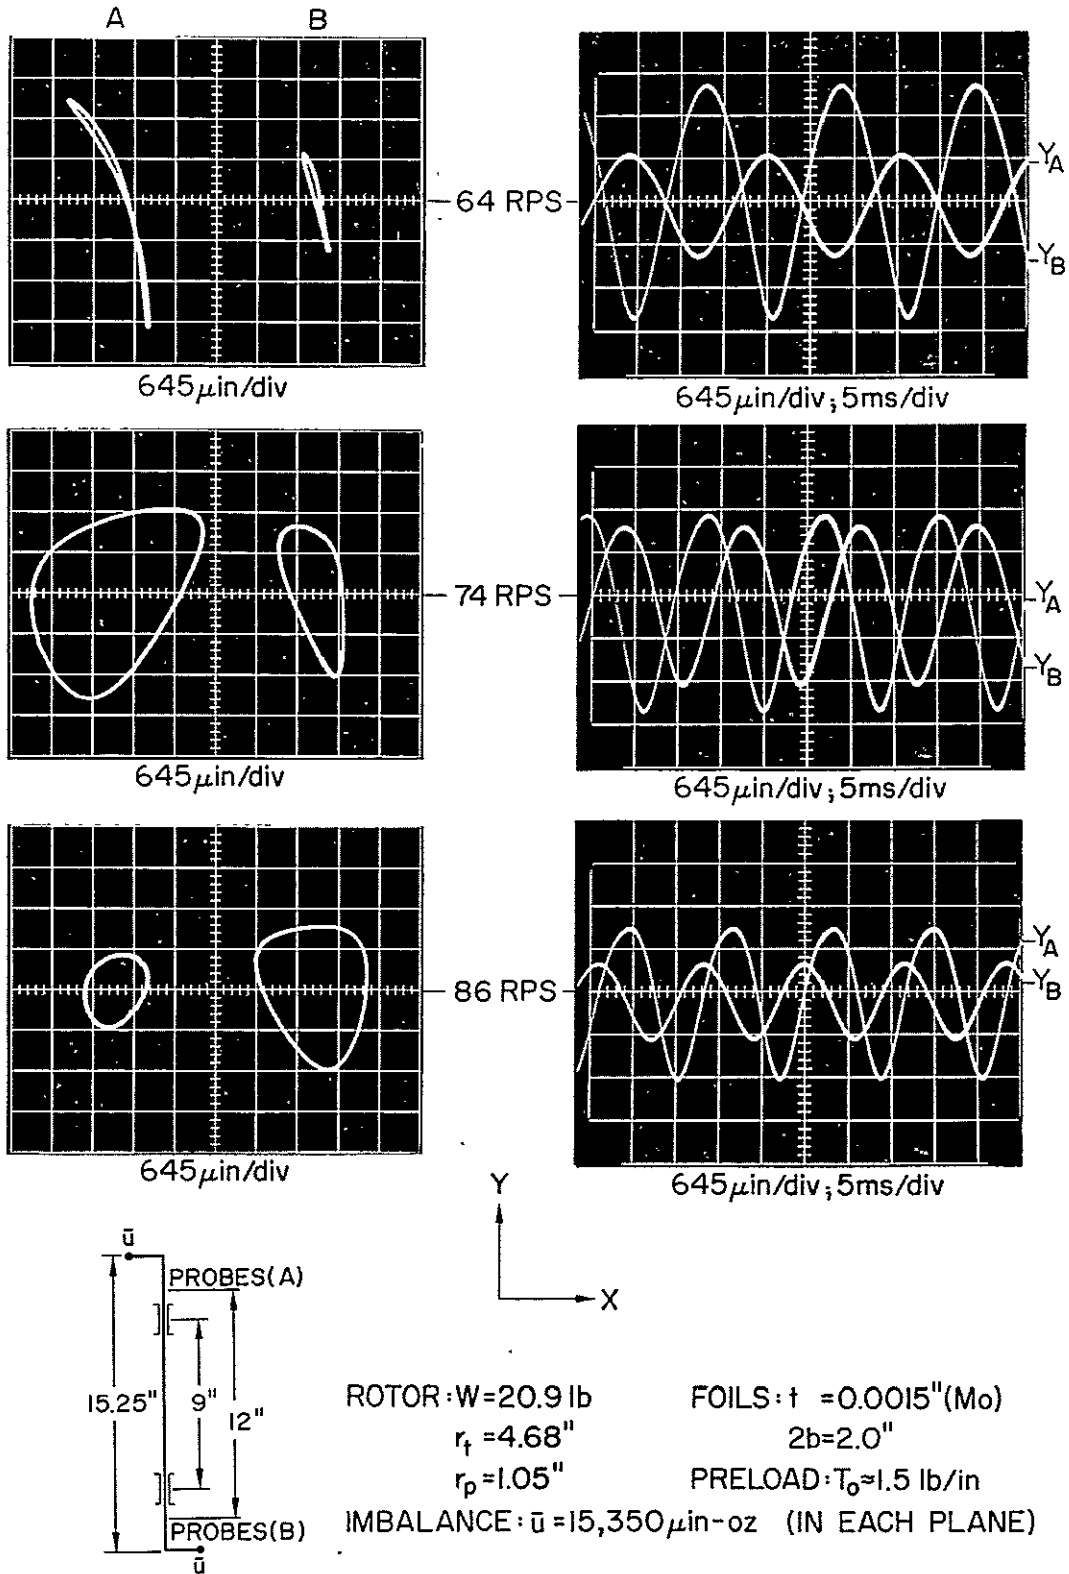 A B
64 RPS
Y_A
Y_B
645μin/div
645μin/div; 5ms/div
74 RPS
Y_A
Y_B
645μin/div
645μin/div; 5ms/div
86 RPS
Y_A
Y_B
645μin/div
645μin/div; 5ms/div
Y
X
ū
PROBES(A)
15.25"
9"
12"
PROBES(B)
ū
ROTOR: W=20.9 lb
r_t=4.68"
r_p=1.05"
FOILS: t =0.0015"(Mo)
2b=2.0"
PRELOAD: T_o≈1.5 lb/in
IMBALANCE: ū=15,350μin-oz (IN EACH PLANE)